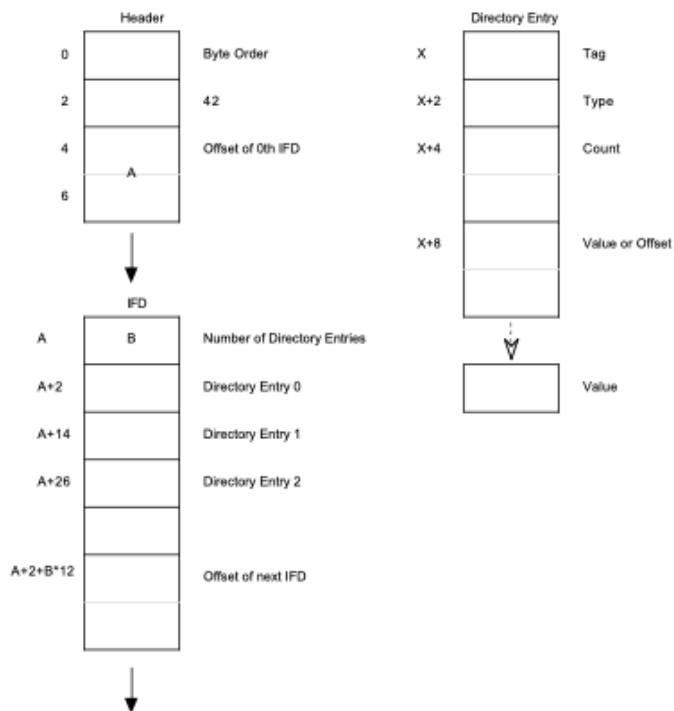 Header
0 Byte Order
2 42
4 Offset of 0th IFD
A
6
IFD
A B Number of Directory Entries
A+2 Directory Entry 0
A+14 Directory Entry 1
A+26 Directory Entry 2
A+2+B*12 Offset of next IFD
Directory Entry
X Tag
X+2 Type
X+4 Count
X+8 Value or Offset
Value